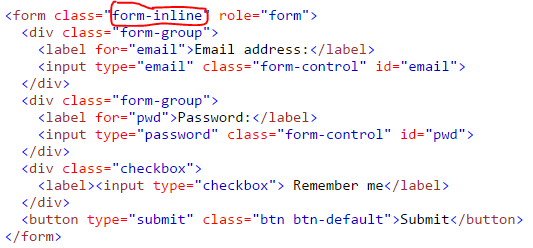 <form class="form-inline" role="form">
<div class="form-group">
<label for="email">Email address:</label>
<input type="email" class="form-control" id="email">
</div>
<div class="form-group">
<label for="pwd">Password:</label>
<input type="password" class="form-control" id="pwd">
</div>
<div class="checkbox">
<label><input type="checkbox"> Remember me</label>
</div>
<button type="submit" class="btn btn-default">Submit</button>
</form>